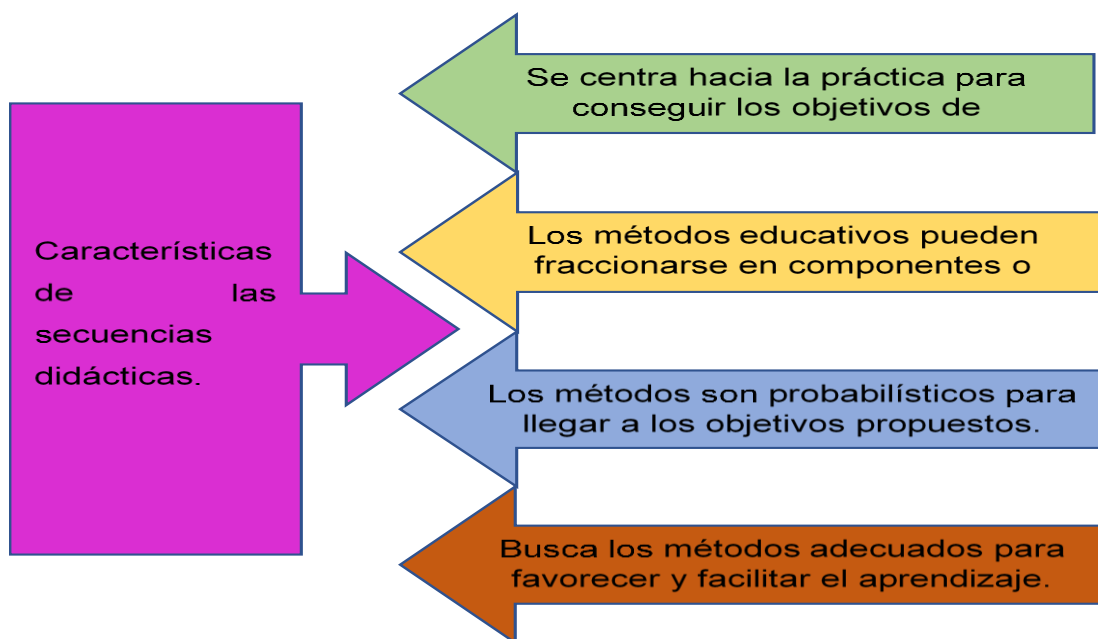 Característísticas
de las
secuencias
didácticas.
Se centra hacia la práctica para
conseguir los objetivos de
Los métodos educativos pueden
fraccionarse en componentes o
Los métodos son probabilísticos para
llegar a los objetivos propuestos.
Busca los métodos adecuados para
favorecer y facilitar el aprendizaje.